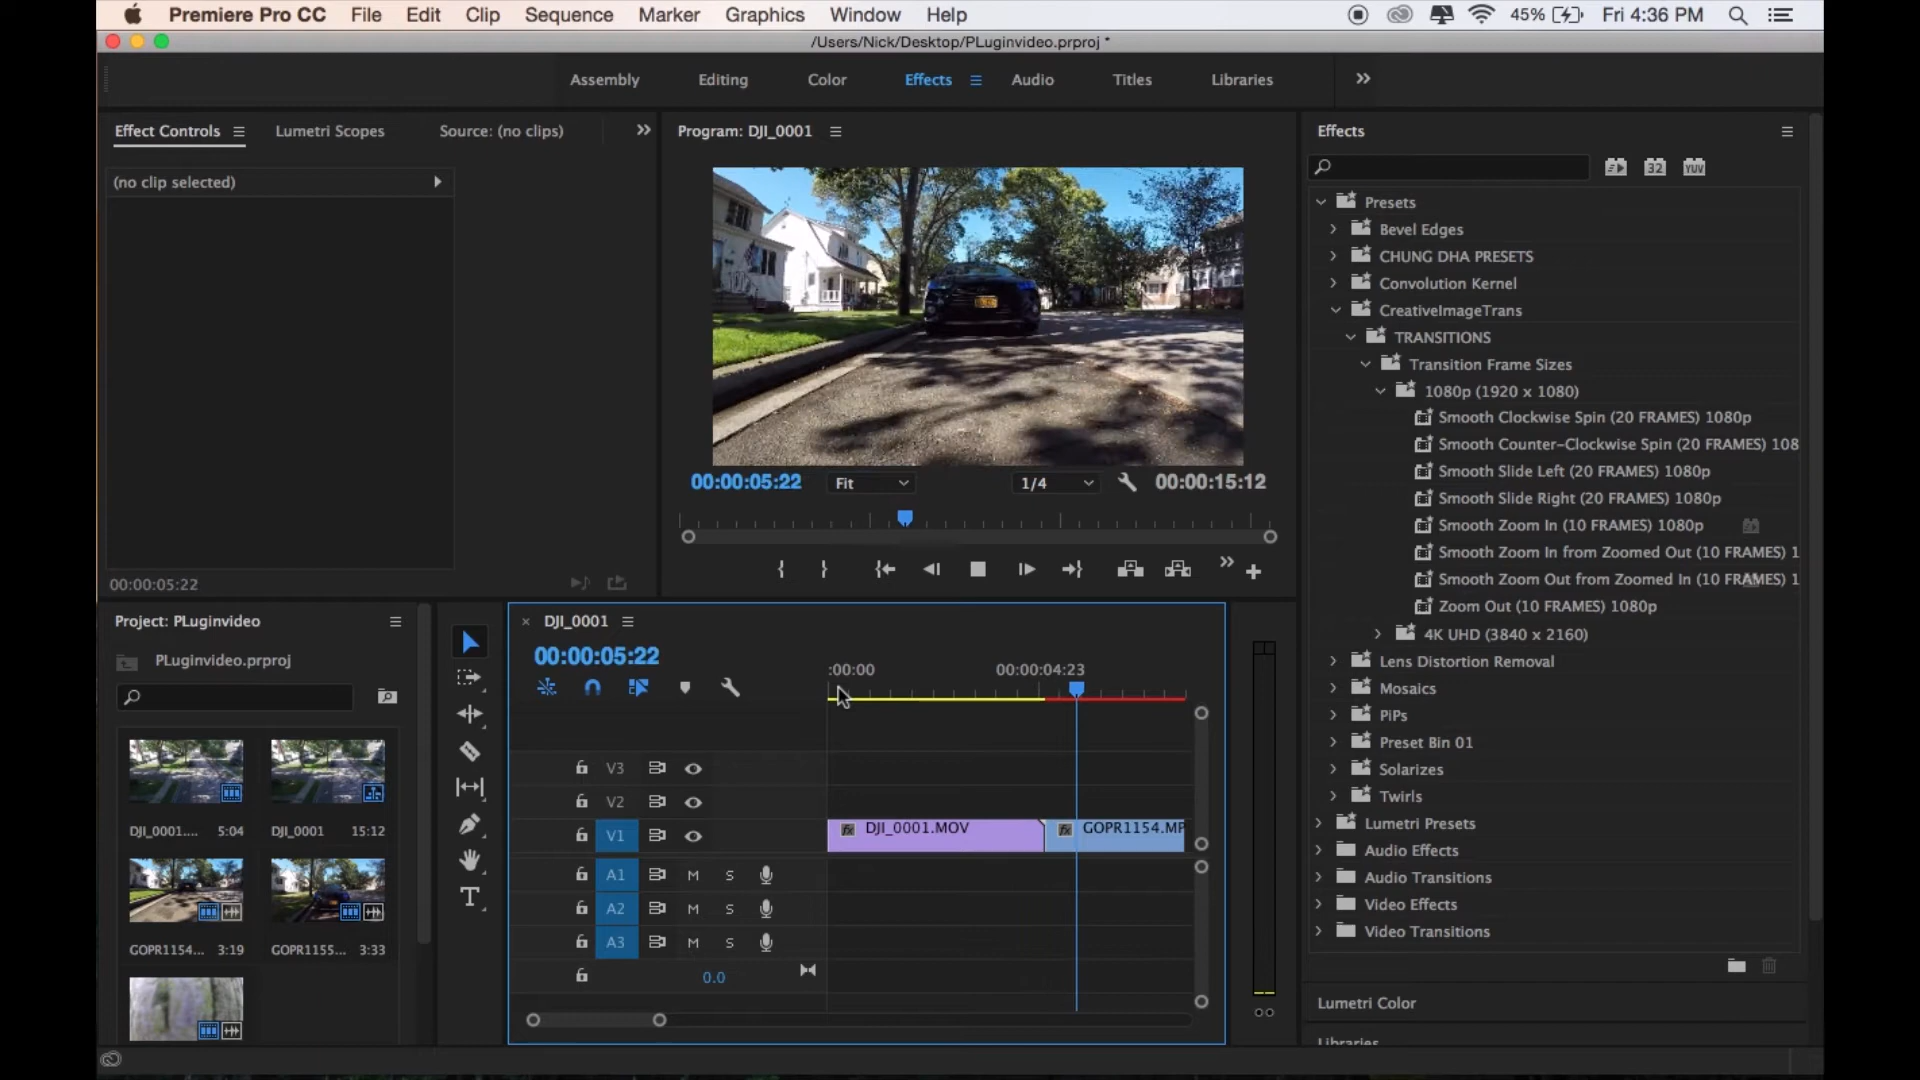 Premiere Pro CC File Edit Clip Sequence Marker Graphics Window Help 45% Fri 4:36 PM
/Users/Nick/Desktop/PLuginvideo.prproj *
Assembly Editing Color Effects Audio Titles Libraries
Effect Controls Lumetri Scopes Source: (no clips)
(no clip selected)
00:00:05:22
Program: DJI_0001
00:00:05:22 Fit 1/4 00:00:15:12
Effects
32 YUV
Presets
Bevel Edges
CHUNG DHA PRESETS
Convolution Kernel
CreativeImageTrans
TRANSITIONS
Transition Frame Sizes
1080p (1920 x 1080)
Smooth Clockwise Spin (20 FRAMES) 1080p
Smooth Counter-Clockwise Spin (20 FRAMES) 108
Smooth Slide Left (20 FRAMES) 1080p
Smooth Slide Right (20 FRAMES) 1080p
Smooth Zoom In (10 FRAMES) 1080p
Smooth Zoom In from Zoomed Out (10 FRAMES) 1
Smooth Zoom Out from Zoomed In (10 FRAMES) 1
Zoom Out (10 FRAMES) 1080p
4K UHD (3840 x 2160)
Lens Distortion Removal
Mosaics
PiPs
Preset Bin 01
Solarizes
Twirls
Lumetri Presets
Audio Effects
Audio Transitions
Video Effects
Video Transitions
Lumetri Color
Libraries
Project: PLuginvideo
PLuginvideo.prproj
DJI_0001.... 5:04 DJI_0001 15:12
GOPR1154... 3:19 GOPR1155... 3:33
T
× DJI_0001
00:00:05:22
:00:00 00:00:04:23
V3
V2
V1 fx DJI_0001.MOV fx GOPR1154.MP
A1 M S
A2 M S
A3 M S
0.0